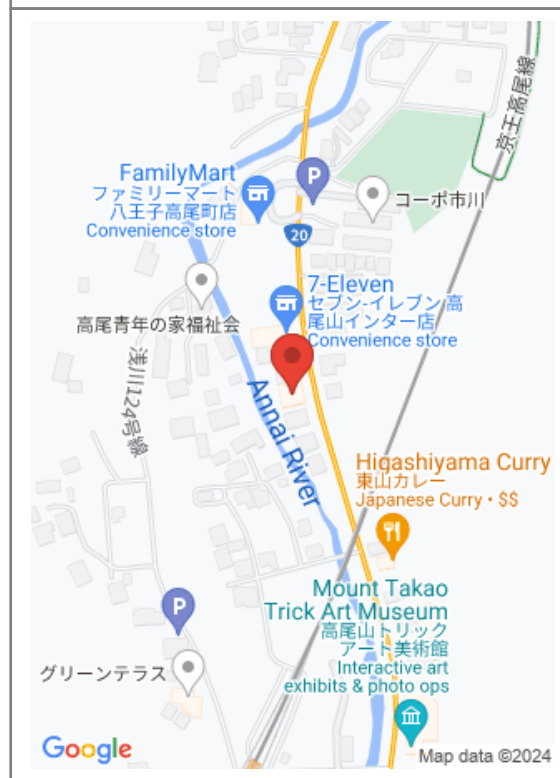 京王高尾線
FamilyMart
ファミリーマート
八王子高尾町店
Convenience store
P
コーポ市川
20
7-Eleven
セブン-イレブン 高
尾山インター店
Convenience store
高尾青年の家福祉会
浅川124号線
Annai River
Higashiyama Curry
東山カレー
Japanese Curry • $$
Mount Takao
Trick Art Museum
高尾山トリック
アート美術館
Interactive art
exhibits & photo ops
P
グリーンテラス
Google
Map data ©2024